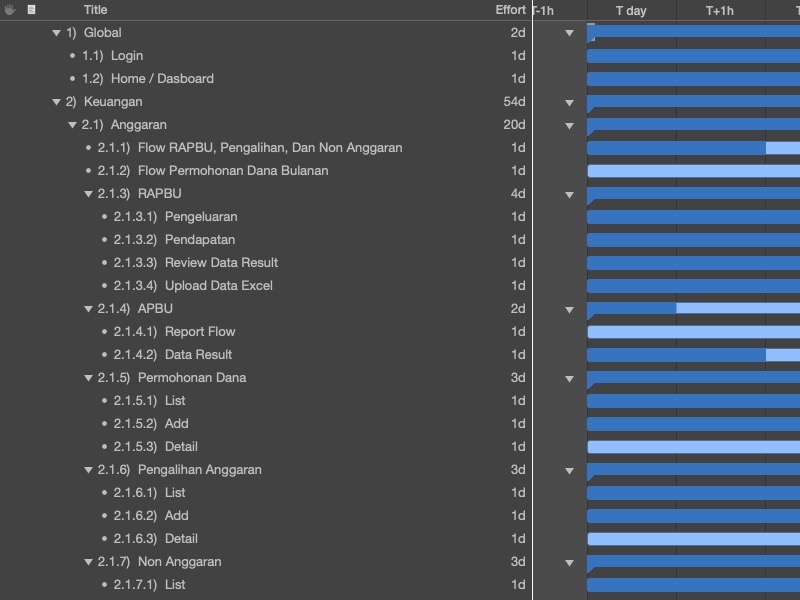 Title Effort T-1h T day T+1h T
1) Global 2d
1.1) Login 1d
1.2) Home / Dasboard 1d
2) Keuangan 54d
2.1) Anggaran 20d
2.1.1) Flow RAPBU, Pengalihan, Dan Non Anggaran 1d
2.1.2) Flow Permohonan Dana Bulanan 1d
2.1.3) RAPBU 4d
2.1.3.1) Pengeluaran 1d
2.1.3.2) Pendapatan 1d
2.1.3.3) Review Data Result 1d
2.1.3.4) Upload Data Excel 1d
2.1.4) APBU 2d
2.1.4.1) Report Flow 1d
2.1.4.2) Data Result 1d
2.1.5) Permohonan Dana 3d
2.1.5.1) List 1d
2.1.5.2) Add 1d
2.1.5.3) Detail 1d
2.1.6) Pengalihan Anggaran 3d
2.1.6.1) List 1d
2.1.6.2) Add 1d
2.1.6.3) Detail 1d
2.1.7) Non Anggaran 3d
2.1.7.1) List 1d